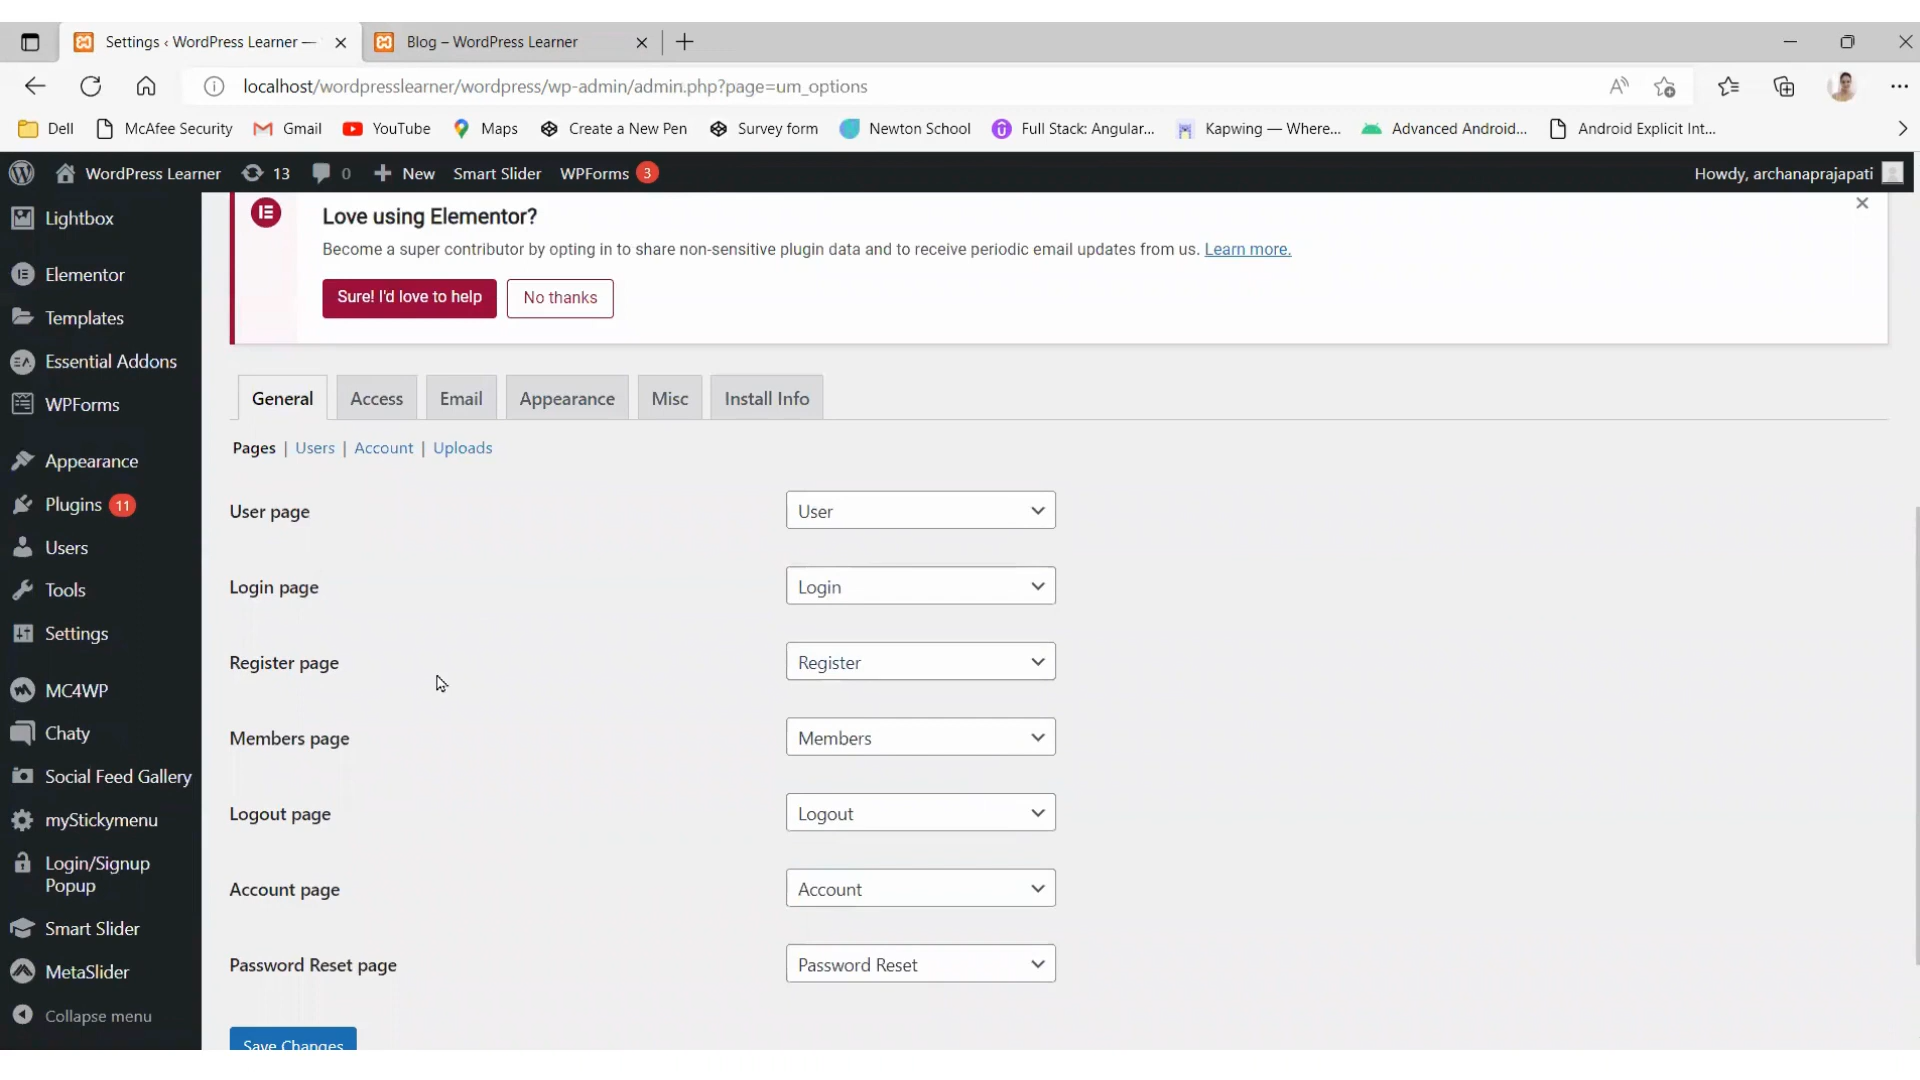 Settings ‹ WordPress Learner —
Blog – WordPress Learner
localhost/wordpresslearner/wordpress/wp-admin/admin.php?page=um_options
Dell
McAfee Security
Gmail
YouTube
Maps
Create a New Pen
Survey form
Newton School
Full Stack: Angular...
Kapwing — Where...
Advanced Android...
Android Explicit Int...
WordPress Learner
13
0
New
Smart Slider
WPForms 3
Howdy, archanaprajapati
Lightbox
Elementor
Templates
Essential Addons
WPForms
Appearance
Plugins 11
Users
Tools
Settings
MC4WP
Chaty
Social Feed Gallery
myStickymenu
Login/Signup
Popup
Smart Slider
MetaSlider
Collapse menu
Love using Elementor?
Become a super contributor by opting in to share non-sensitive plugin data and to receive periodic email updates from us. Learn more.
Sure! I'd love to help
No thanks
General
Access
Email
Appearance
Misc
Install Info
Pages | Users | Account | Uploads
User page
User
Login page
Login
Register page
Register
Members page
Members
Logout page
Logout
Account page
Account
Password Reset page
Password Reset
Save Changes